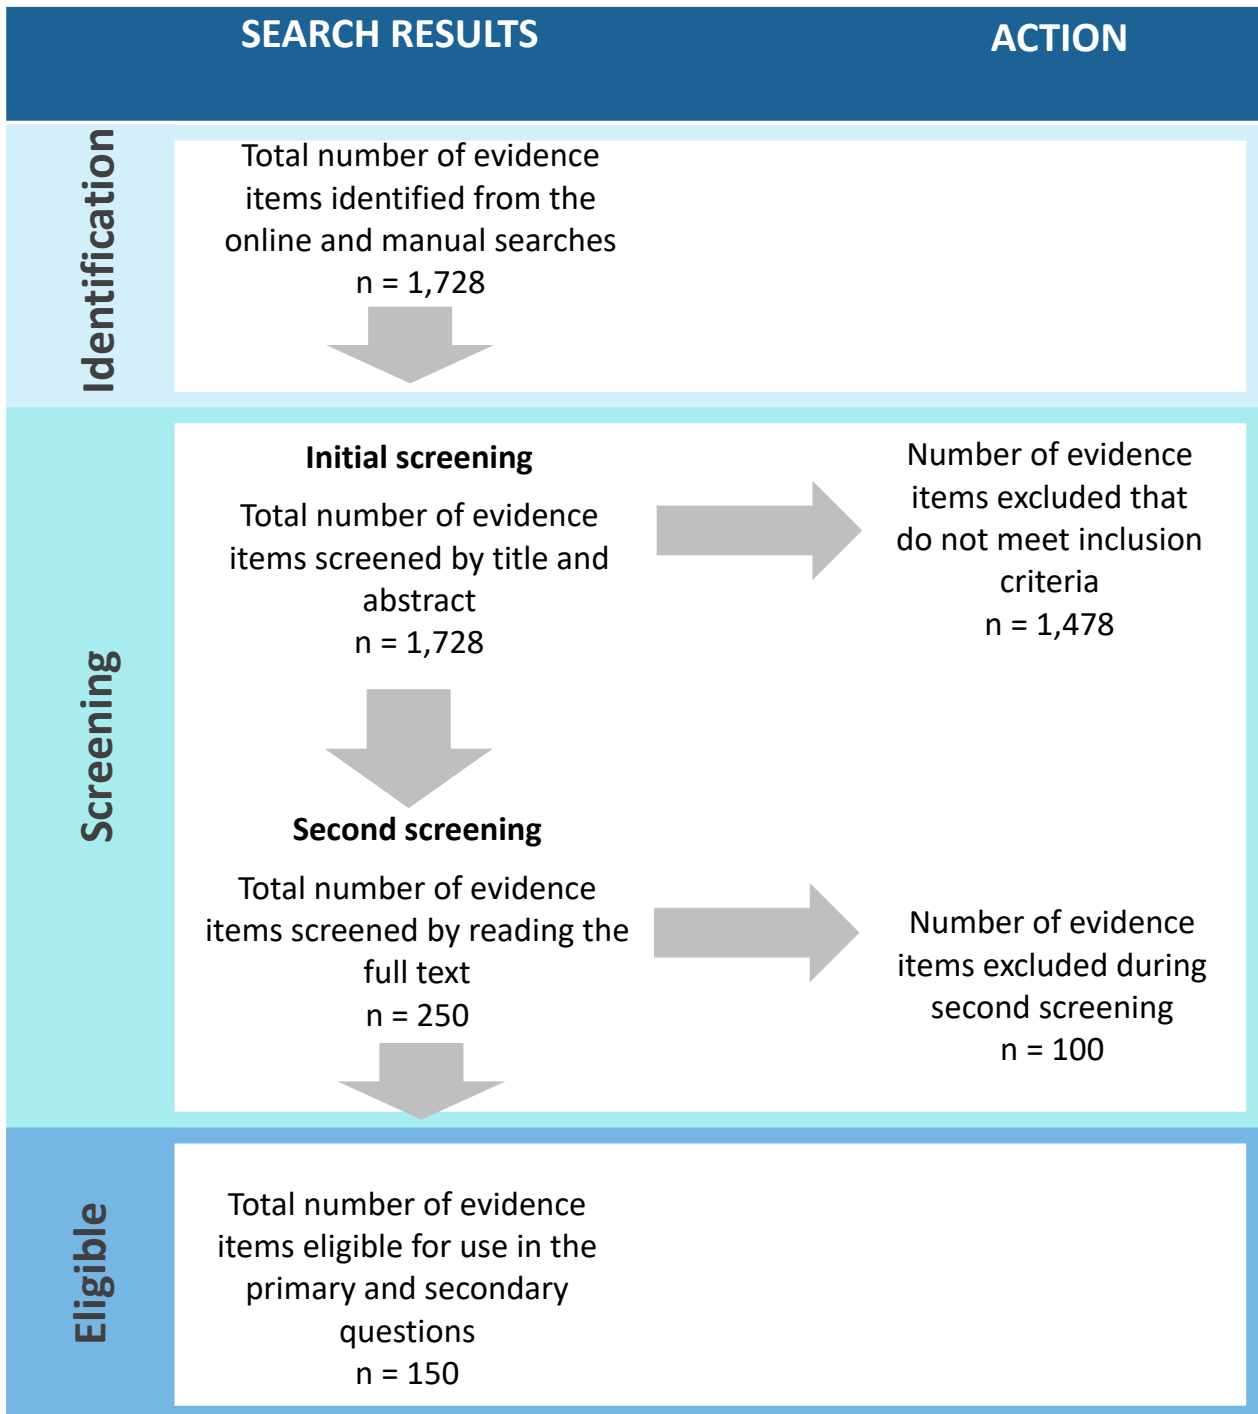 SEARCH RESULTS
ACTION
Identification
Total number of evidence
items identified from the
online and manual searches
n = 1,728
Screening
Initial screening
Total number of evidence
items screened by title and
abstract
n = 1,728
Number of evidence
items excluded that
do not meet inclusion
criteria
n = 1,478
Second screening
Total number of evidence
items screened by reading the
full text
n = 250
Number of evidence
items excluded during
second screening
n = 100
Eligible
Total number of evidence
items eligible for use in the
primary and secondary
questions
n = 150